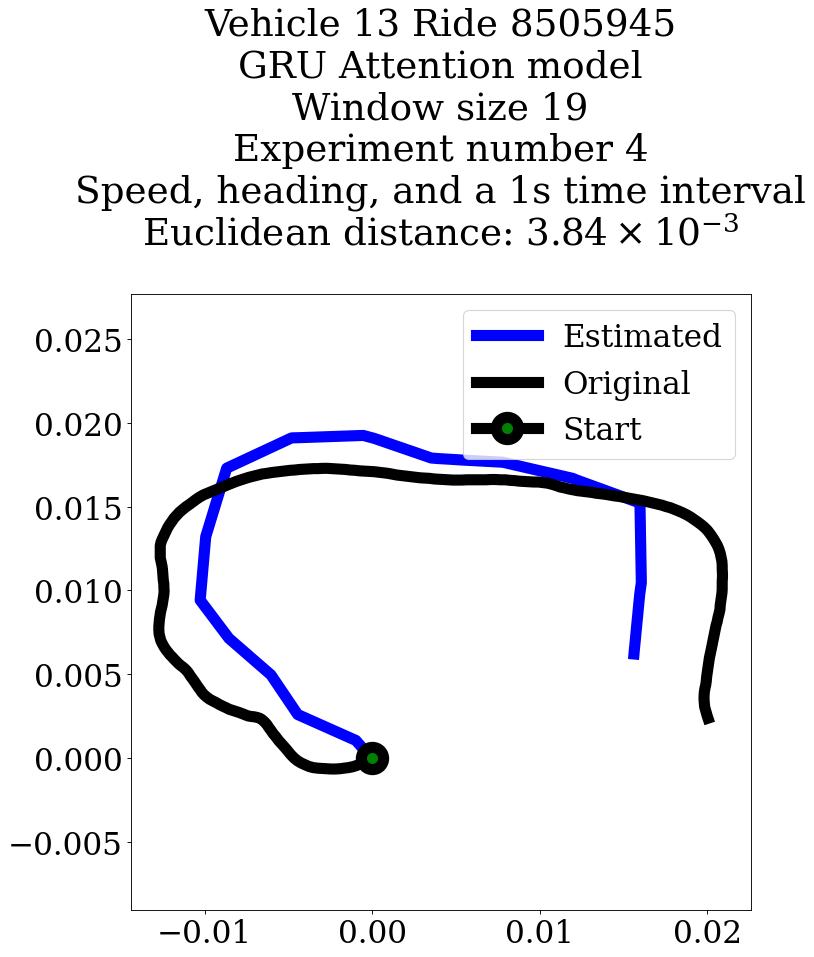 Vehicle 13 Ride 8505945
GRU Attention model
Window size 19
Experiment number 4
Speed, heading, and a 1s time interval
Euclidean distance: 3.84 × 10⁻³
Estimated
Original
Start
0.025
0.020
0.015
0.010
0.005
0.000
−0.005
−0.01 0.00 0.01 0.02